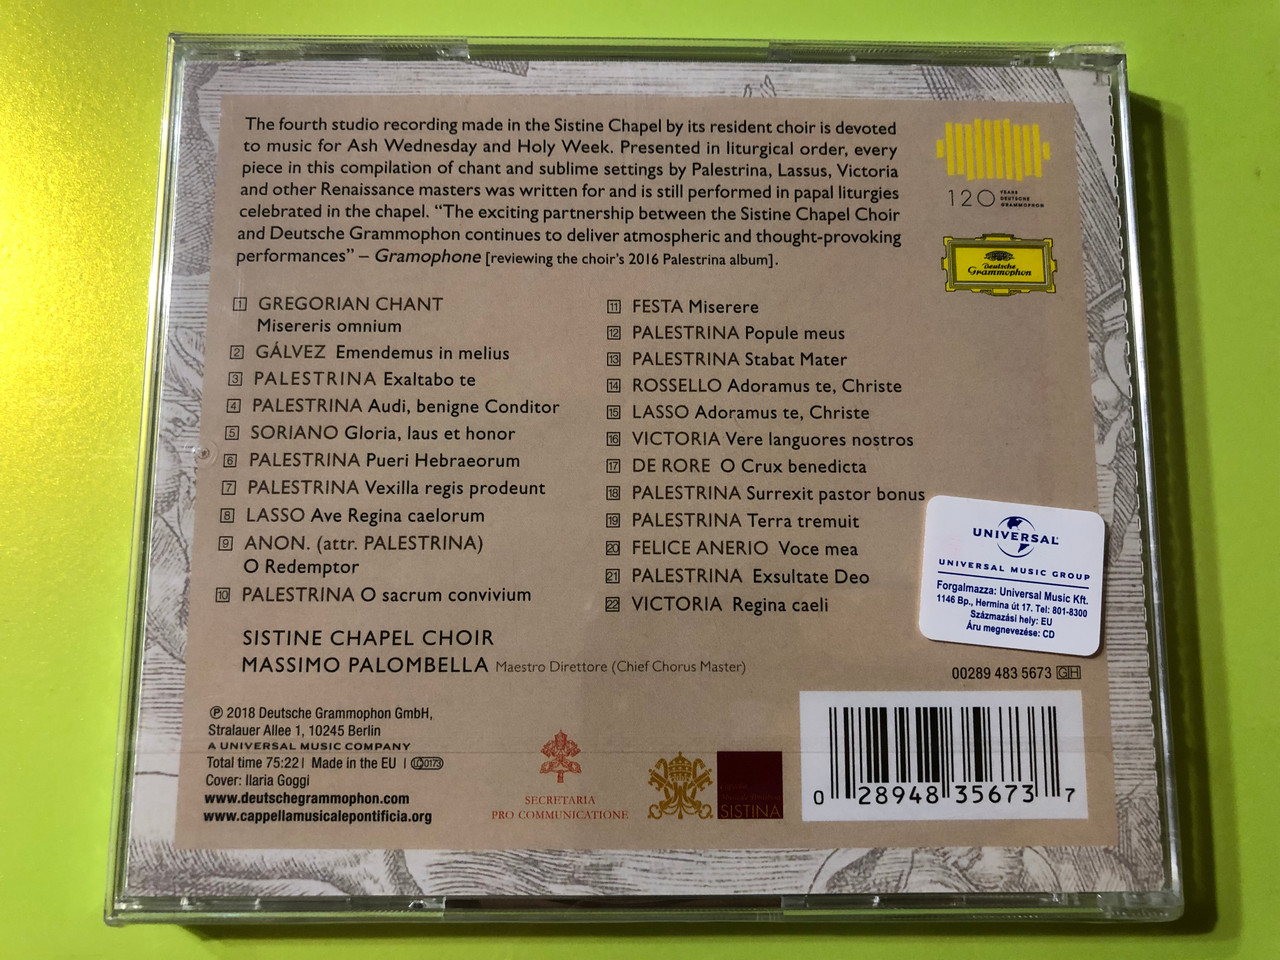 The fourth studio recording made in the Sistine Chapel by its resident choir is devoted
to music for Ash Wednesday and Holy Week. Presented in liturgical order, every
piece in this compilation of chant and sublime settings by Palestrina, Lassus, Victoria
and other Renaissance masters was written for and is still performed in papal liturgies
celebrated in the chapel. “The exciting partnership between the Sistine Chapel Choir
and Deutsche Grammophon continues to deliver atmospheric and thought-provoking
performances” – Gramophone [reviewing the choir's 2016 Palestrina album].
120 YEARS DEUTSCHE GRAMMOPHON
Deutsche
Grammophon
1 GREGORIAN CHANT
Misereris omnium
2 GÁLVEZ Emendemus in melius
3 PALESTRINA Exaltabo te
4 PALESTRINA Audi, benigne Conditor
5 SORIANO Gloria, laus et honor
6 PALESTRINA Pueri Hebraeorum
7 PALESTRINA Vexilla regis prodeunt
8 LASSO Ave Regina caelorum
9 ANON. (attr. PALESTRINA)
O Redemptor
10 PALESTRINA O sacrum convivium
11 FESTA Miserere
12 PALESTRINA Popule meus
13 PALESTRINA Stabat Mater
14 ROSSELLO Adoramus te, Christe
15 LASSO Adoramus te, Christe
16 VICTORIA Vere languores nostros
17 DE RORE O Crux benedicta
18 PALESTRINA Surrexit pastor bonus
19 PALESTRINA Terra tremuit
20 FELICE ANERIO Voce mea
21 PALESTRINA Exsultate Deo
22 VICTORIA Regina caeli
SISTINE CHAPEL CHOIR
MASSIMO PALOMBELLA Maestro Direttore (Chief Chorus Master)
UNIVERSAL
UNIVERSAL MUSIC GROUP
Forgalmazza: Universal Music Kft.
1146 Bp., Hermina út 17. Tel: 801-8300
Származási hely: EU
Áru megnevezése: CD
00289 483 5673 GH
℗ 2018 Deutsche Grammophon GmbH,
Stralauer Allee 1, 10245 Berlin
A UNIVERSAL MUSIC COMPANY
Total time 75:22 | Made in the EU | LC 0173
Cover: Ilaria Goggi
www.deutschegrammophon.com
www.cappellamusicalepontificia.org
SECRETARIA
PRO COMMUNICATIONE
SISTINA
0 28948 35673 7